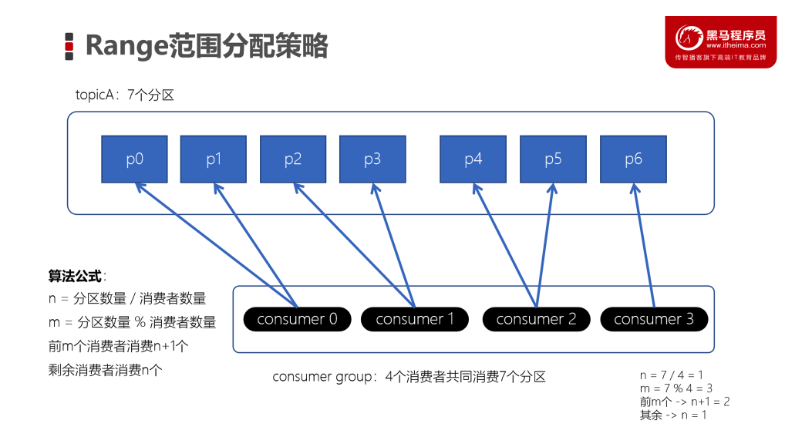 Range范围分配策略
黑马程序员
www.itheima.com
传智播客旗下高端IT教育品牌
topicA：7个分区
p0
p1
p2
p3
p4
p5
p6
算法公式：
n = 分区数量 / 消费者数量
m = 分区数量 % 消费者数量
前m个消费者消费n+1个
剩余消费者消费n个
consumer 0
consumer 1
consumer 2
consumer 3
consumer group：4个消费者共同消费7个分区
n = 7 / 4 = 1
m = 7 % 4 = 3
前m个 -> n+1 = 2
其余 -> n = 1